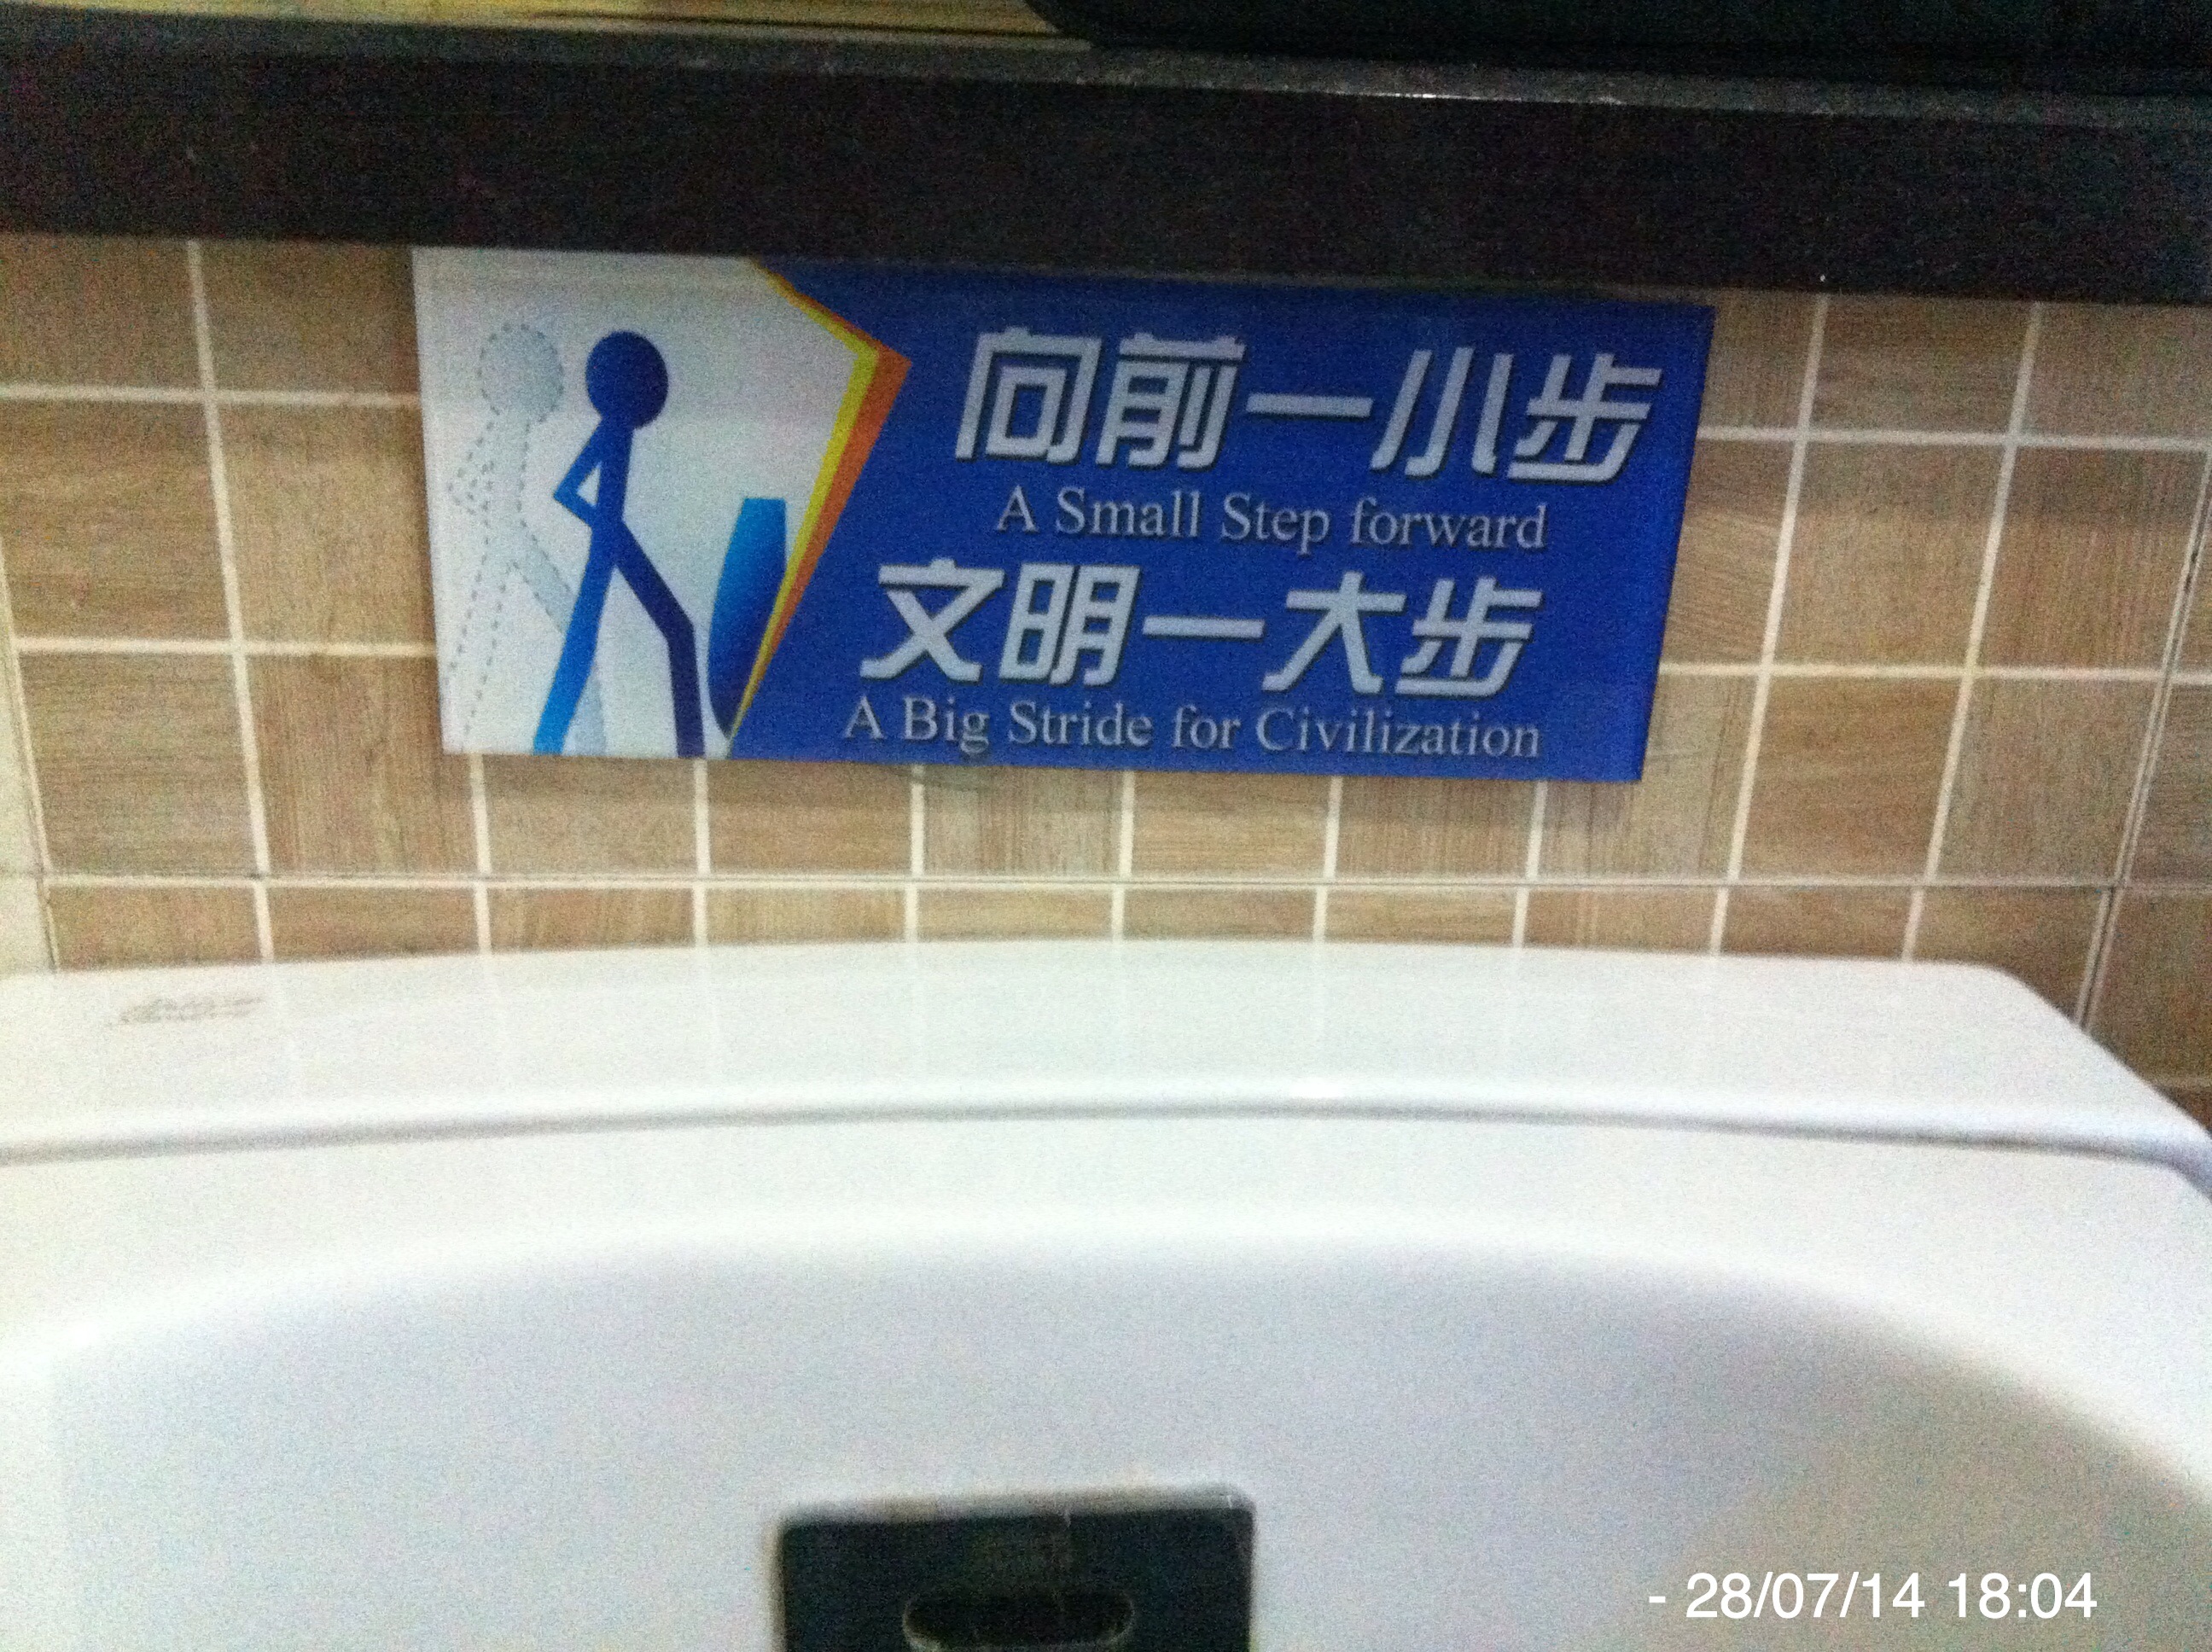 向前一小步
A Small Step forward
文明一大步
A Big Stride for Civilization
- 28/07/14 18:04